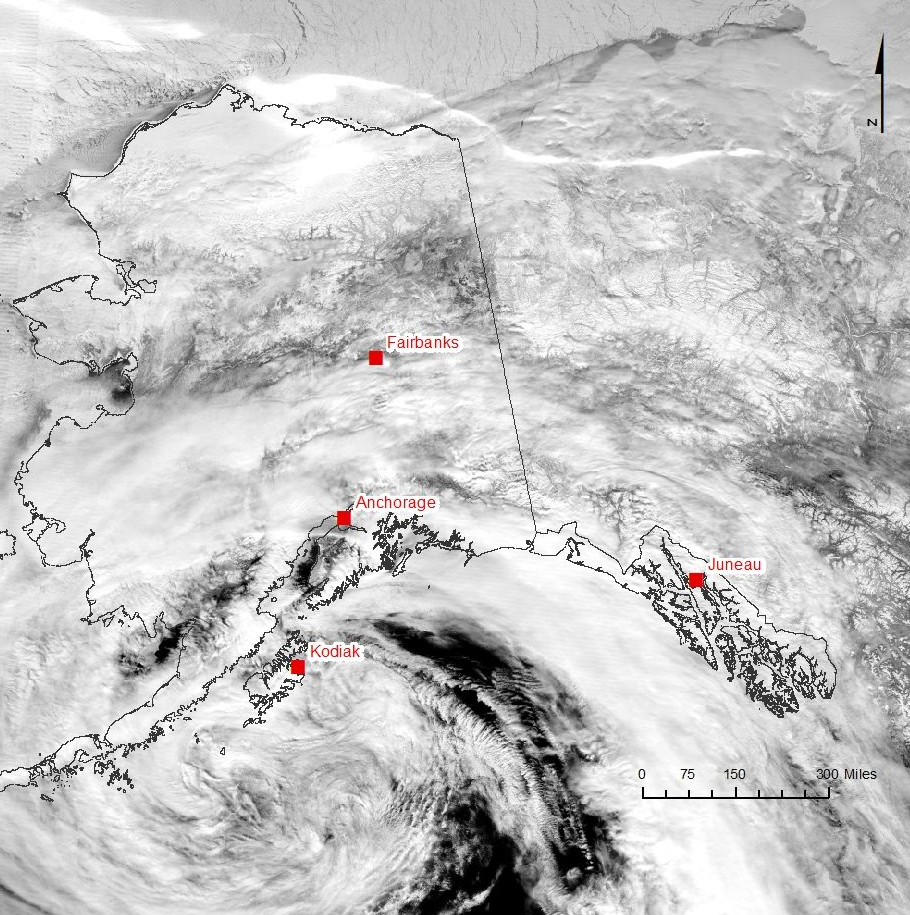 N
Fairbanks
Anchorage
Juneau
Kodiak
0 75 150 300 Miles